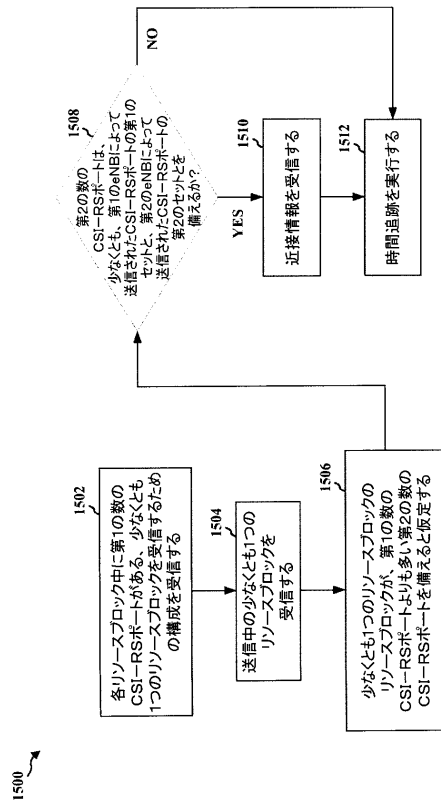 1500
1502
各リソースブロック中に第1の数の
CSI-RSポートがある、少なくとも
1つのリソースブロックを受信するため
の構成を受信する
1504
送信中の少なくとも1つの
リソースブロックを
受信する
1506
少なくとも1つのリソースブロックの
リソースブロックが、第1の数の
CSI-RSポートよりも多い第2の数の
CSI-RSポートを備えると仮定する
1508
第2の数の
CSI-RSポートは、
少なくとも、第1のeNBによって
送信されたCSI-RSポートの第1の
セットと、第2のeNBによって
送信されたCSI-RSポートの
第2のセットとを
備えるか?
NO
YES
1510
近接情報を受信する
1512
時間追跡を実行する